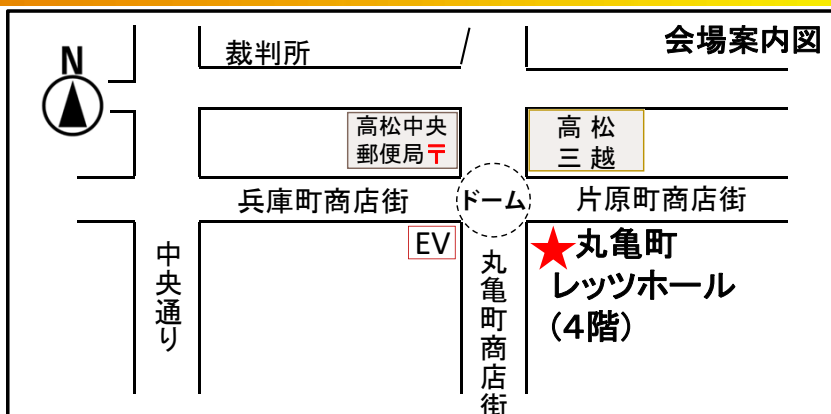 会場案内図
N
裁判所
高松中央
郵便局〒
高松
三越
兵庫町商店街
ドーム
片原町商店街
EV
★丸亀町
レッツホール
(4階)
中央通り
丸亀町商店街